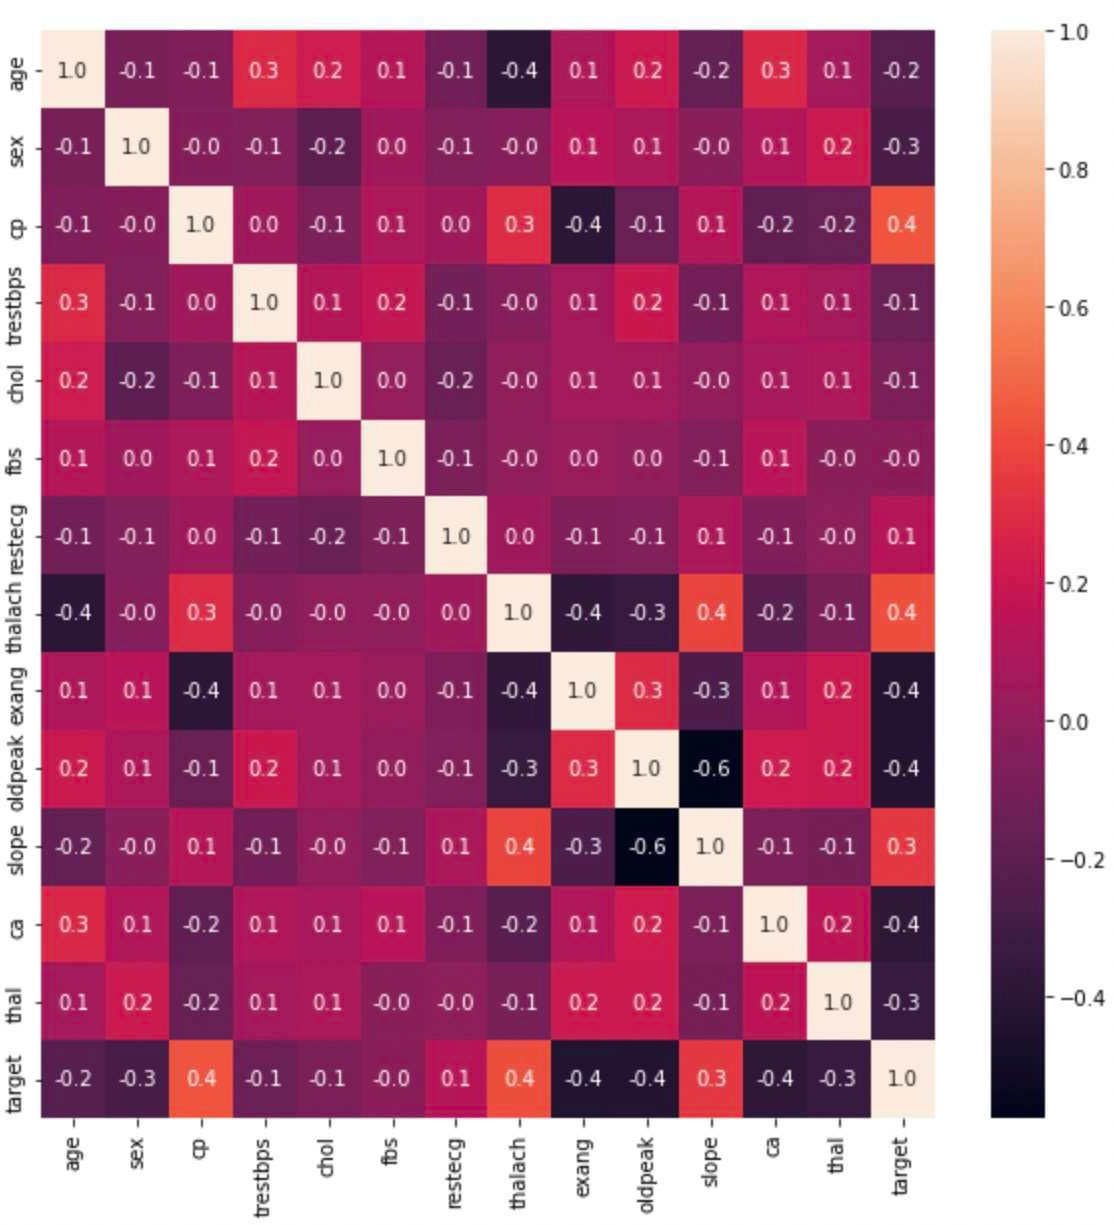 age 1.0 -0.1 -0.1 0.3 0.2 0.1 -0.1 -0.4 0.1 0.2 -0.2 0.3 0.1 -0.2
sex -0.1 1.0 -0.0 -0.1 -0.2 0.0 -0.1 -0.0 0.1 0.1 -0.0 0.1 0.2 -0.3
cp -0.1 -0.0 1.0 0.0 -0.1 0.1 0.0 0.3 -0.4 -0.1 0.1 -0.2 -0.2 0.4
trestbps 0.3 -0.1 0.0 1.0 0.1 0.2 -0.1 -0.0 0.1 0.2 -0.1 0.1 0.1 -0.1
chol 0.2 -0.2 -0.1 0.1 1.0 0.0 -0.2 -0.0 0.1 0.1 -0.0 0.1 0.1 -0.1
fbs 0.1 0.0 0.1 0.2 0.0 1.0 -0.1 -0.0 0.0 0.0 -0.1 0.1 -0.0 -0.0
restecg -0.1 -0.1 0.0 -0.1 -0.2 -0.1 1.0 0.0 -0.1 -0.1 0.1 -0.1 -0.0 0.1
thalach -0.4 -0.0 0.3 -0.0 -0.0 -0.0 0.0 1.0 -0.4 -0.3 0.4 -0.2 -0.1 0.4
exang 0.1 0.1 -0.4 0.1 0.1 0.0 -0.1 -0.4 1.0 0.3 -0.3 0.1 0.2 -0.4
oldpeak 0.2 0.1 -0.1 0.2 0.1 0.0 -0.1 -0.3 0.3 1.0 -0.6 0.2 0.2 -0.4
slope -0.2 -0.0 0.1 -0.1 -0.0 -0.1 0.1 0.4 -0.3 -0.6 1.0 -0.1 -0.1 0.3
ca 0.3 0.1 -0.2 0.1 0.1 0.1 -0.1 -0.2 0.1 0.2 -0.1 1.0 0.2 -0.4
thal 0.1 0.2 -0.2 0.1 0.1 -0.0 -0.0 -0.1 0.2 0.2 -0.1 0.2 1.0 -0.3
target -0.2 -0.3 0.4 -0.1 -0.1 -0.0 0.1 0.4 -0.4 -0.4 0.3 -0.4 -0.3 1.0
age sex cp trestbps chol fbs restecg thalach exang oldpeak slope ca thal target
1.0
0.8
0.6
0.4
0.2
0.0
−0.2
−0.4